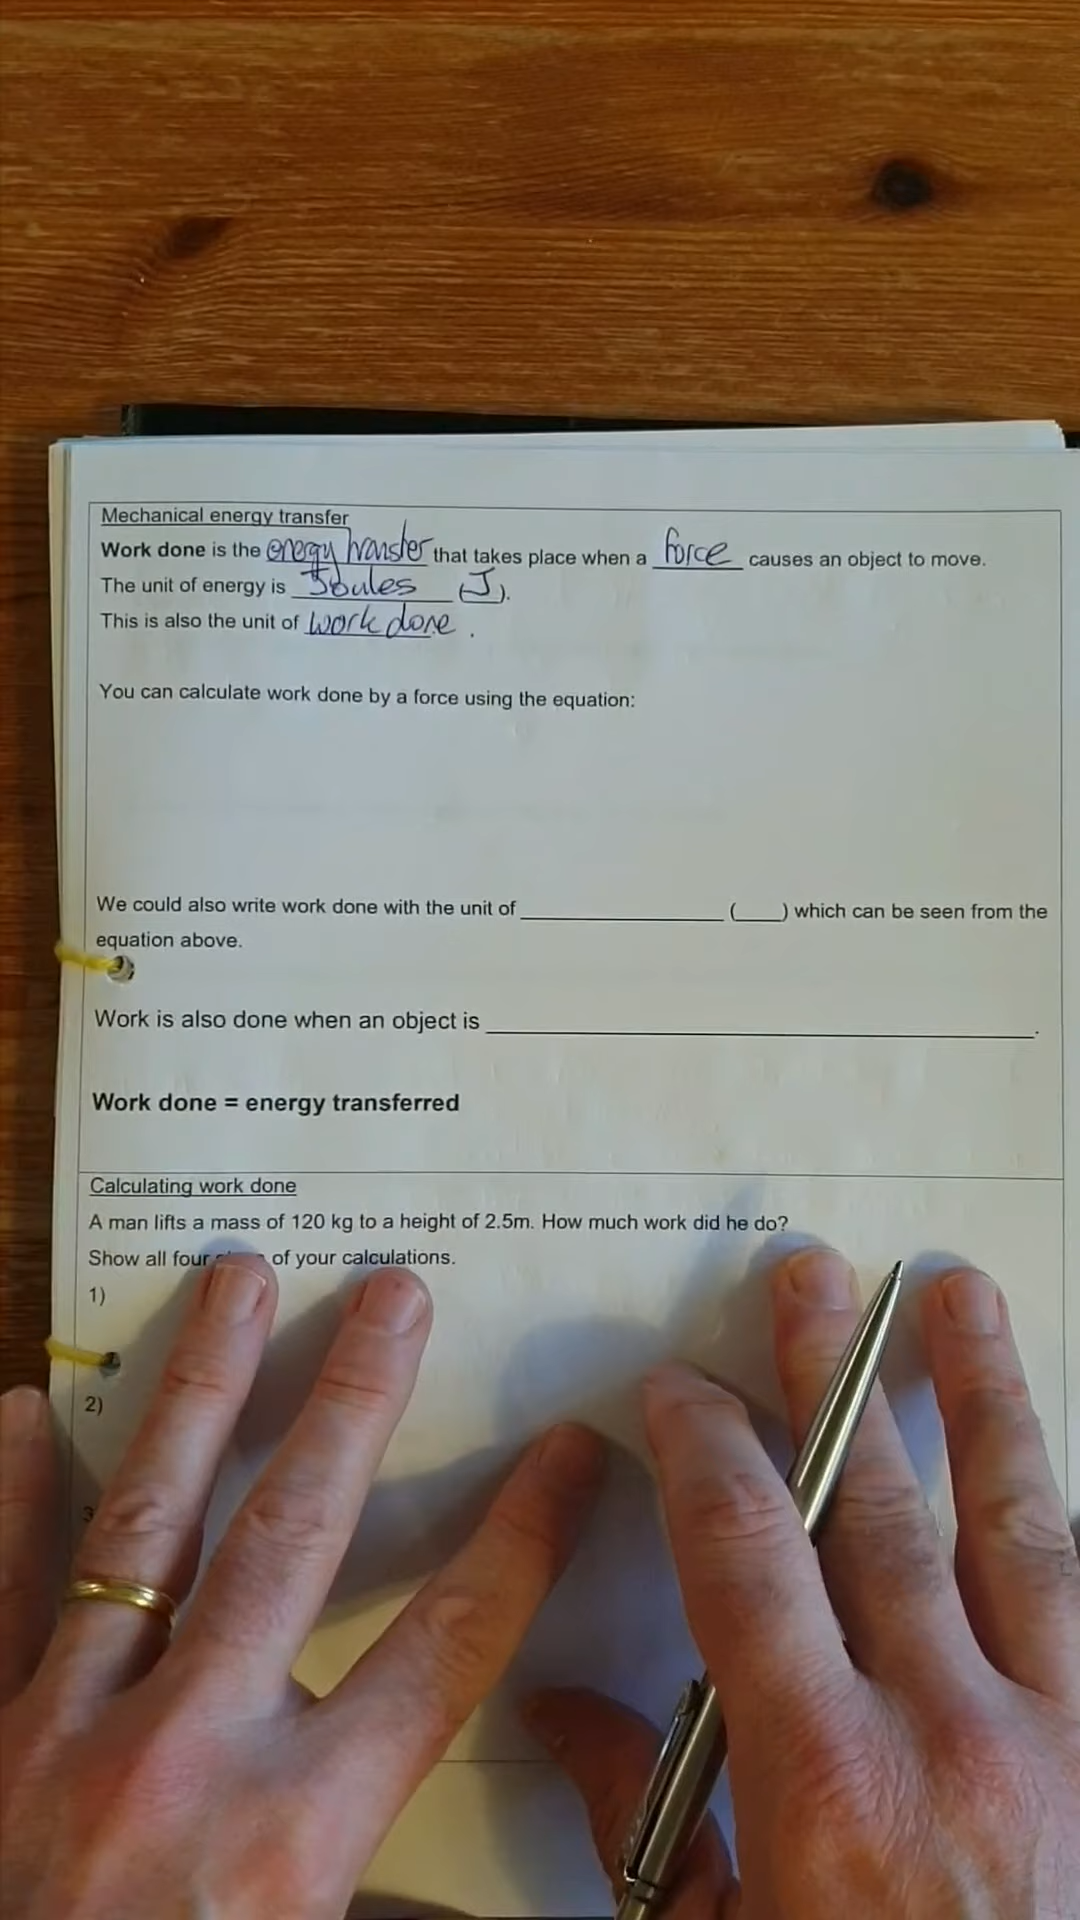 Mechanical energy transfer
Work done is the energy transfer that takes place when a force causes an object to move.
The unit of energy is Joules (J).
This is also the unit of work done.
You can calculate work done by a force using the equation:
We could also write work done with the unit of ____________ (____) which can be seen from the
equation above.
Work is also done when an object is ______________________________.
Work done = energy transferred
Calculating work done
A man lifts a mass of 120 kg to a height of 2.5m. How much work did he do?
Show all four of your calculations.
1)
2)
3